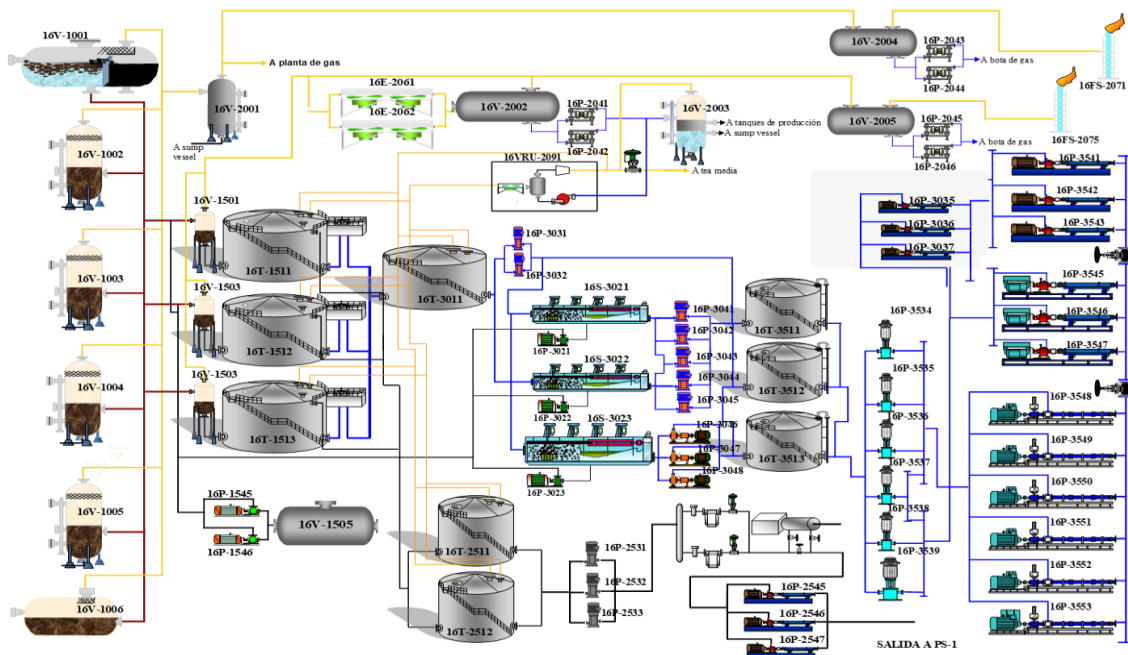 16V-1001
16V-2004
16P-2043
A bota de gas
16P-2044
16FS-2071
A planta de gas
16E-2061
16E-2062
16V-2001
16V-2002
16P-2041
16P-2042
16V-2003
A tanques de producción
A sump vessel
16V-2005
16P-2045
A bota de gas
16P-2046
16FS-2075
A sump
vessel
16VRU-2091
A tea media
16V-1002
16V-1501
16T-1511
16T-3011
16P-3031
16P-3032
16P-3035
16P-3036
16P-3037
16P-3541
16P-3542
16P-3543
16V-1003
16V-1503
16T-1512
16S-3021
16P-3021
16P-3041
16P-3042
16P-3043
16P-3044
16P-3045
16T-3511
16P-3534
16P-3545
16P-3546
16P-3547
16V-1004
16V-1503
16T-1513
16S-3022
16P-3022
16S-3023
16P-3023
16P-3046
16P-3047
16P-3048
16T-3512
16T-3513
16P-3535
16P-3536
16P-3537
16P-3538
16P-3539
16P-3548
16P-3549
16P-3550
16P-3551
16P-3552
16P-3553
16V-1005
16P-1545
16P-1546
16V-1505
16T-2511
16T-2512
16P-2531
16P-2532
16P-2533
16P-2545
16P-2546
16P-2547
16V-1006
SALIDA A PS-1